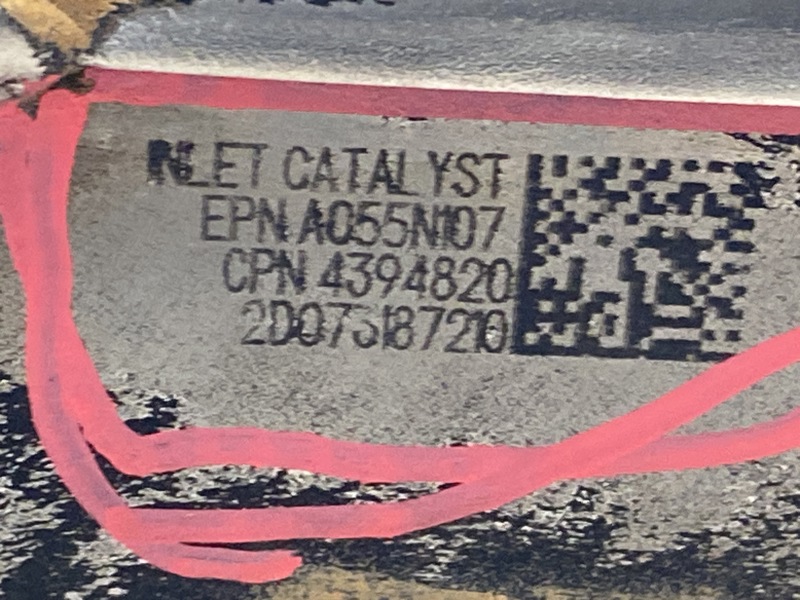 INLET CATALYST
EPN A055N107
CPN 4394820
2D073187210